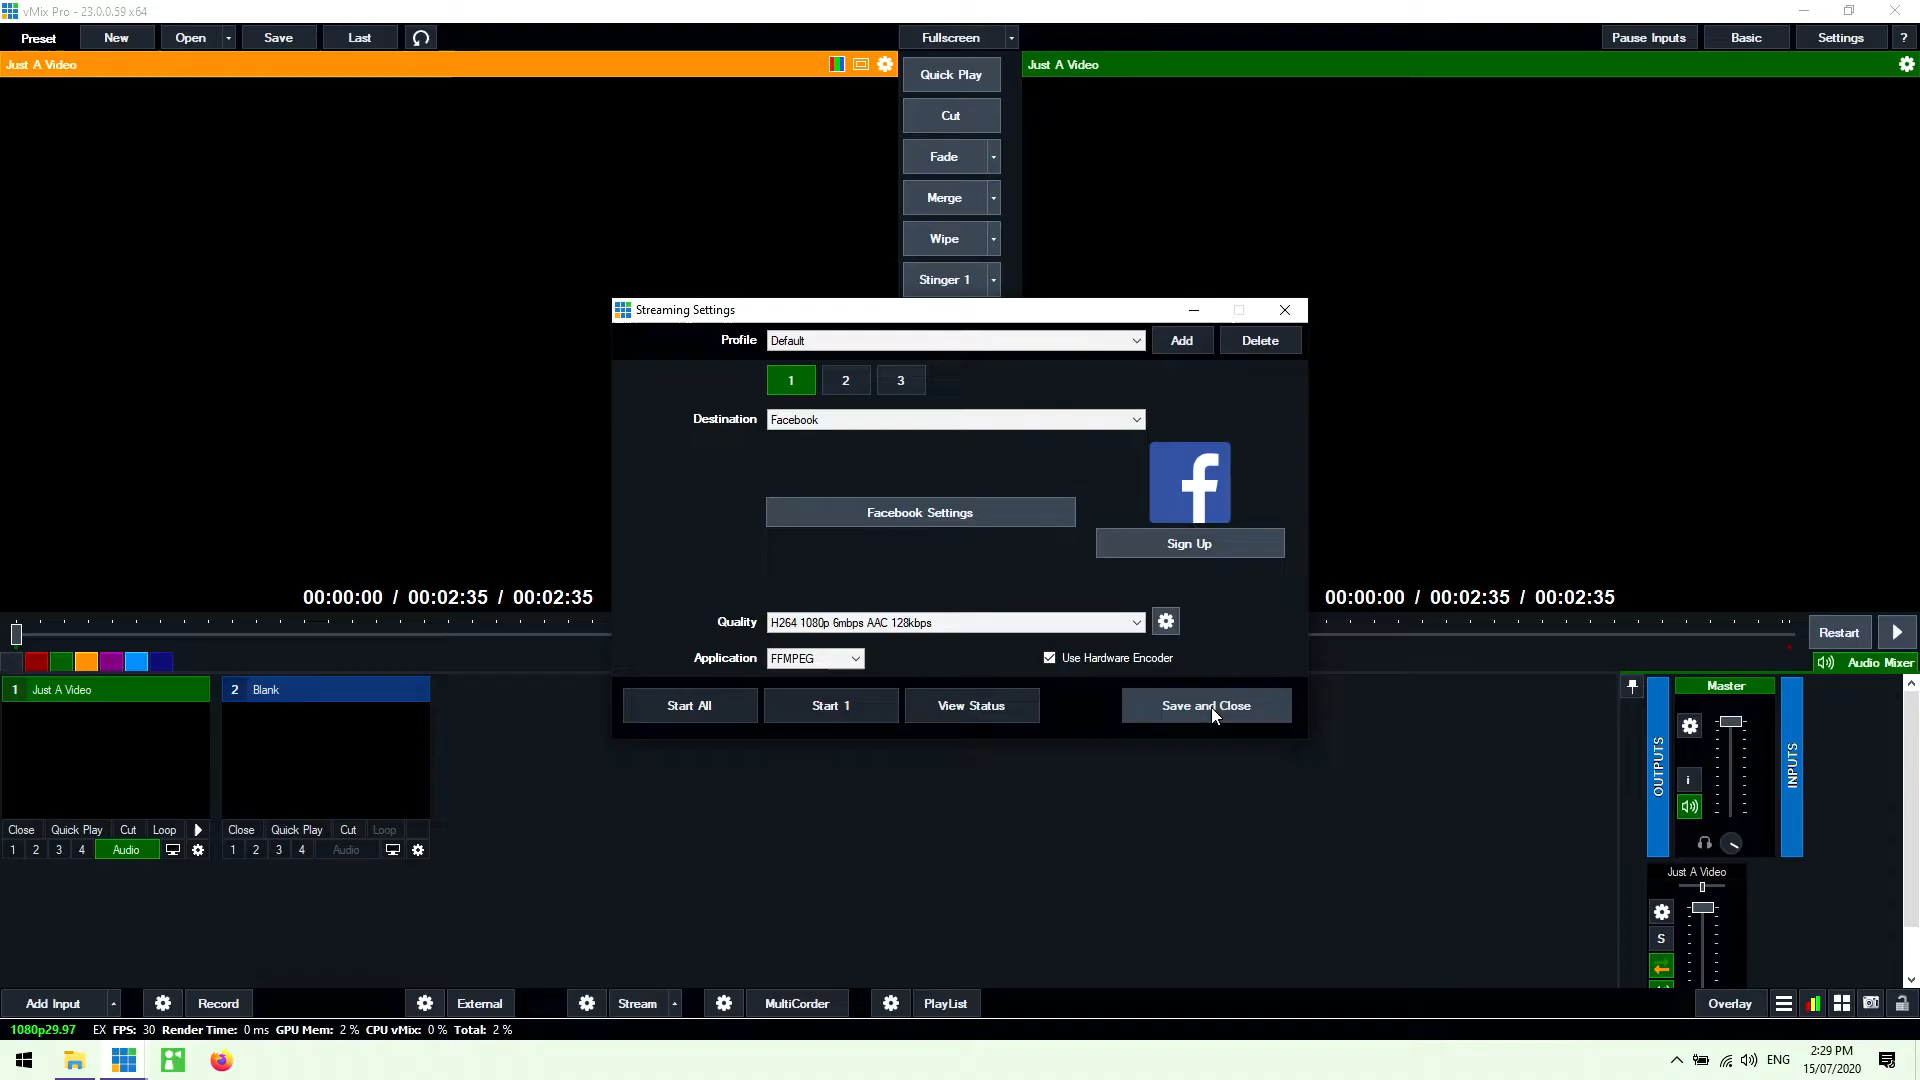 vMix Pro - 23.0.0.59 x64
Preset New Open Save Last Fullscreen Pause Inputs Basic Settings ?
Just A Video
Just A Video
Quick Play
Cut
Fade
Merge
Wipe
Stinger 1
Streaming Settings
Profile Default Add Delete
1 2 3
Destination Facebook
f
Facebook Settings
Sign Up
00:00:00 / 00:02:35 / 00:02:35
00:00:00 / 00:02:35 / 00:02:35
Quality H264 1080p 6mbps AAC 128kbps
Application FFMPEG Use Hardware Encoder
Start All Start 1 View Status Save and Close
Restart
Audio Mixer
1 Just A Video
2 Blank
Close Quick Play Cut Loop
1 2 3 4 Audio
Close Quick Play Cut Loop
1 2 3 4 Audio
Master
OUTPUTS
INPUTS
i
Just A Video
S
Add Input Record External Stream MultiCorder PlayList Overlay
1080p29.97 EX FPS: 30 Render Time: 0 ms GPU Mem: 2 % CPU vMix: 0 % Total: 2 %
ENG
2:29 PM
15/07/2020